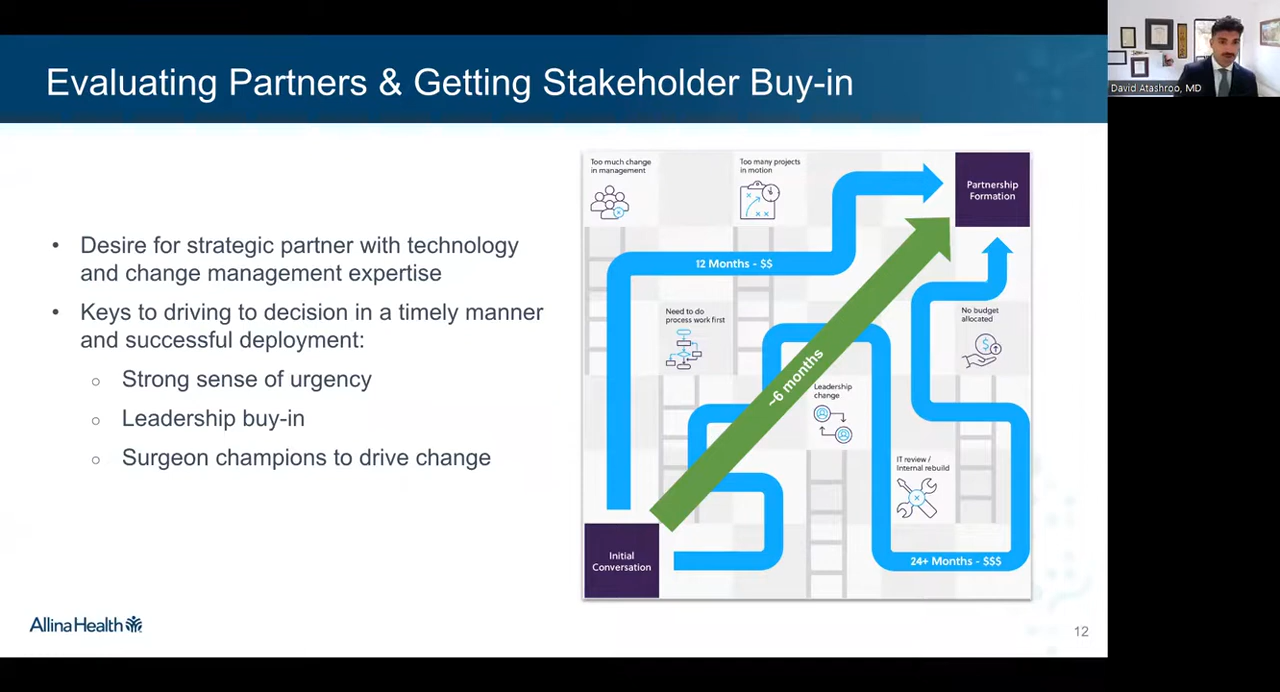 Evaluating Partners & Getting Stakeholder Buy-in
David Atashroo, MD
• Desire for strategic partner with technology
and change management expertise
• Keys to driving to decision in a timely manner
and successful deployment:
○ Strong sense of urgency
○ Leadership buy-in
○ Surgeon champions to drive change
Too much change
in management
Too many projects
in motion
Partnership
Formation
12 Months - $$
Need to do
process work first
No budget
allocated
~6 months
Leadership
change
IT review /
Internal rebuild
Initial
Conversation
24+ Months - $$$
Allina Health
12